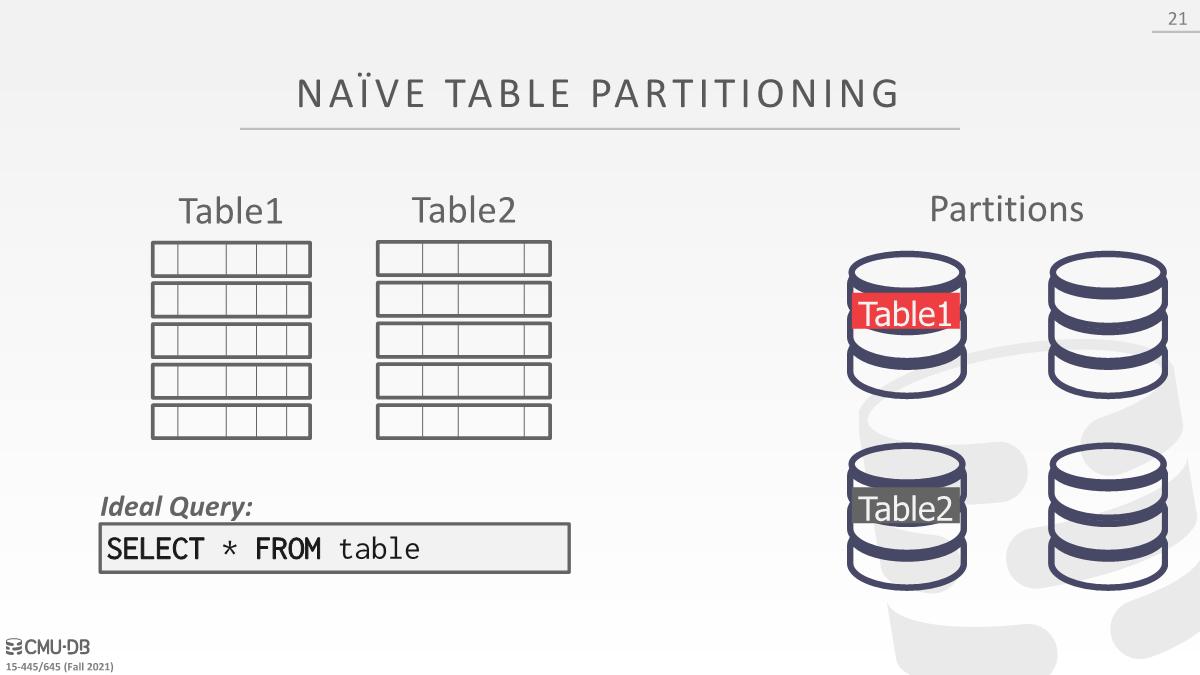 21
NAÏVE TABLE PARTITIONING
Table1
Table2
Partitions
Table1
Table2
Ideal Query:
SELECT * FROM table
CMU·DB
15-445/645 (Fall 2021)